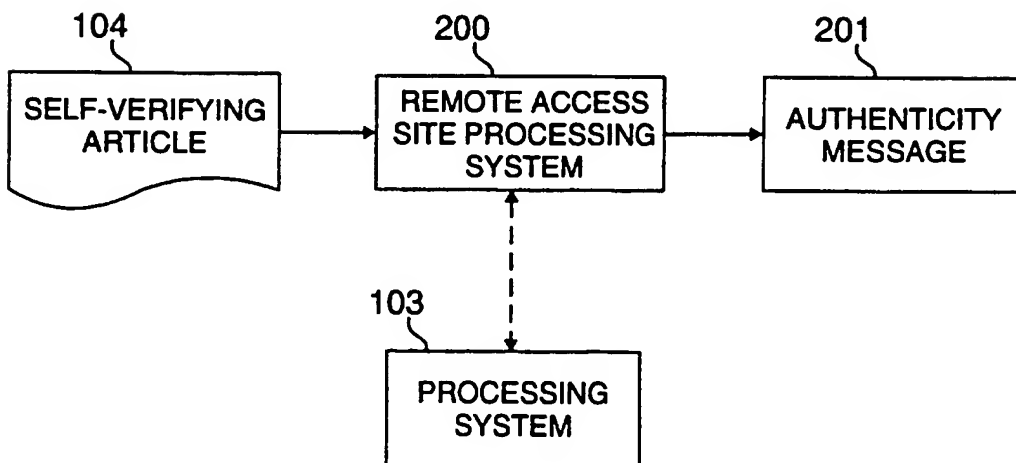 104
SELF-VERIFYING
ARTICLE
200
REMOTE ACCESS
SITE PROCESSING
SYSTEM
201
AUTHENTICITY
MESSAGE
103
PROCESSING
SYSTEM